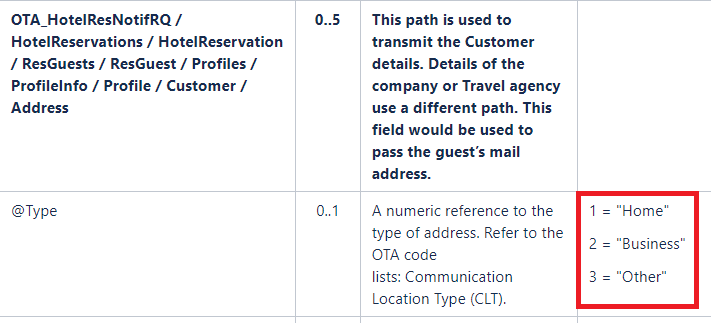 OTA_HotelResNotifRQ /
HotelReservations / HotelReservation
/ ResGuests / ResGuest / Profiles /
ProfileInfo / Profile / Customer /
Address
0..5
This path is used to
transmit the Customer
details. Details of the
company or Travel agency
use a different path. This
field would be used to
pass the guest’s mail
address.
@Type
0..1
A numeric reference to the
type of address. Refer to the
OTA code
lists: Communication
Location Type (CLT).
1 = "Home"
2 = "Business"
3 = "Other"